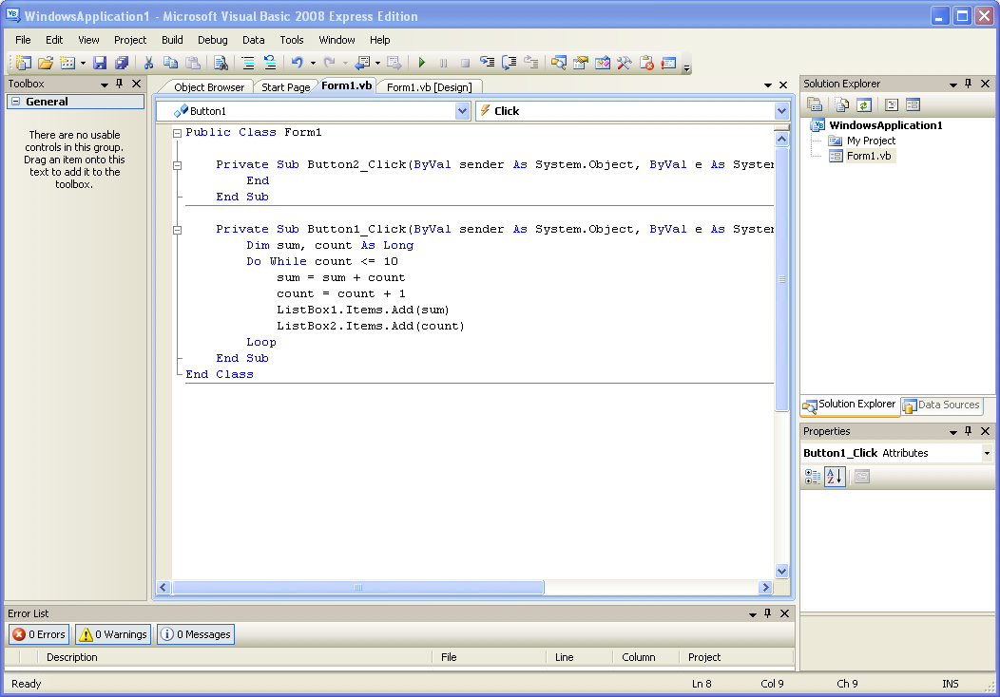 WindowsApplication1 - Microsoft Visual Basic 2008 Express Edition
File Edit View Project Build Debug Data Tools Window Help
Toolbox
General
There are no usable
controls in this group.
Drag an item onto this
text to add it to the
toolbox.
Object Browser Start Page Form1.vb Form1.vb [Design]
Button1 Click
Public Class Form1
Private Sub Button2_Click(ByVal sender As System.Object, ByVal e As System
End
End Sub
Private Sub Button1_Click(ByVal sender As System.Object, ByVal e As System
Dim sum, count As Long
Do While count <= 10
sum = sum + count
count = count + 1
ListBox1.Items.Add(sum)
ListBox2.Items.Add(count)
Loop
End Sub
End Class
Solution Explorer
WindowsApplication1
My Project
Form1.vb
Solution Explorer Data Sources
Properties
Button1_Click Attributes
Error List
0 Errors 0 Warnings 0 Messages
Description File Line Column Project
Ready Ln 8 Col 9 Ch 9 INS